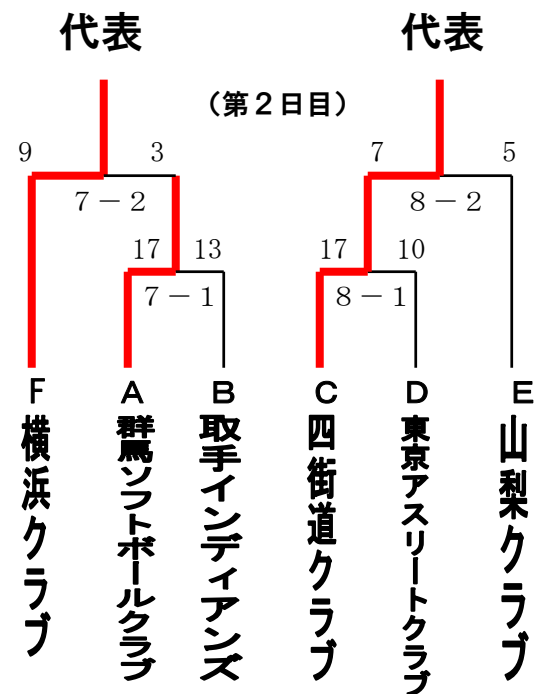 代表 代表
(第2日目)
9 3 7 5
7-2 8-2
17 13 17 10
7-1 8-1
F A B C D E
横浜クラブ
群馬ソフトボールクラブ
取手インディアンズ
四街道クラブ
東京アスリートクラブ
山梨クラブ